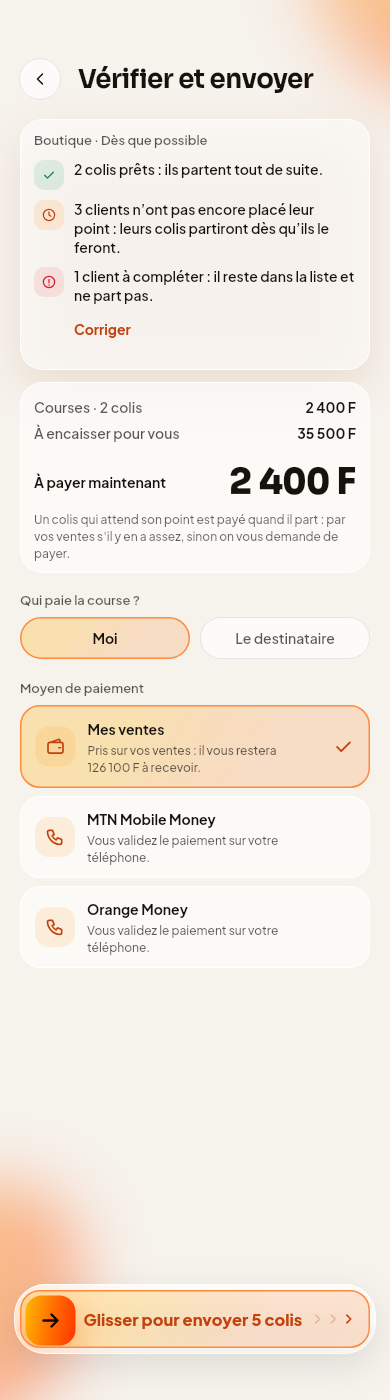 Vérifier et envoyer
Boutique · Dès que possible
2 colis prêts : ils partent tout de suite.
3 clients n’ont pas encore placé leur
point : leurs colis partiront dès qu’ils le
feront.
1 client à compléter : il reste dans la liste et
ne part pas.
Corriger
Courses · 2 colis 2 400 F
À encaisser pour vous 35 500 F
À payer maintenant 2 400 F
Un colis qui attend son point est payé quand il part : par
vos ventes s’il y en a assez, sinon on vous demande de
payer.
Qui paie la course ?
Moi Le destinataire
Moyen de paiement
Mes ventes
Pris sur vos ventes : il vous restera
126 100 F à recevoir.
MTN Mobile Money
Vous validez le paiement sur votre
téléphone.
Orange Money
Vous validez le paiement sur votre
téléphone.
Glisser pour envoyer 5 colis